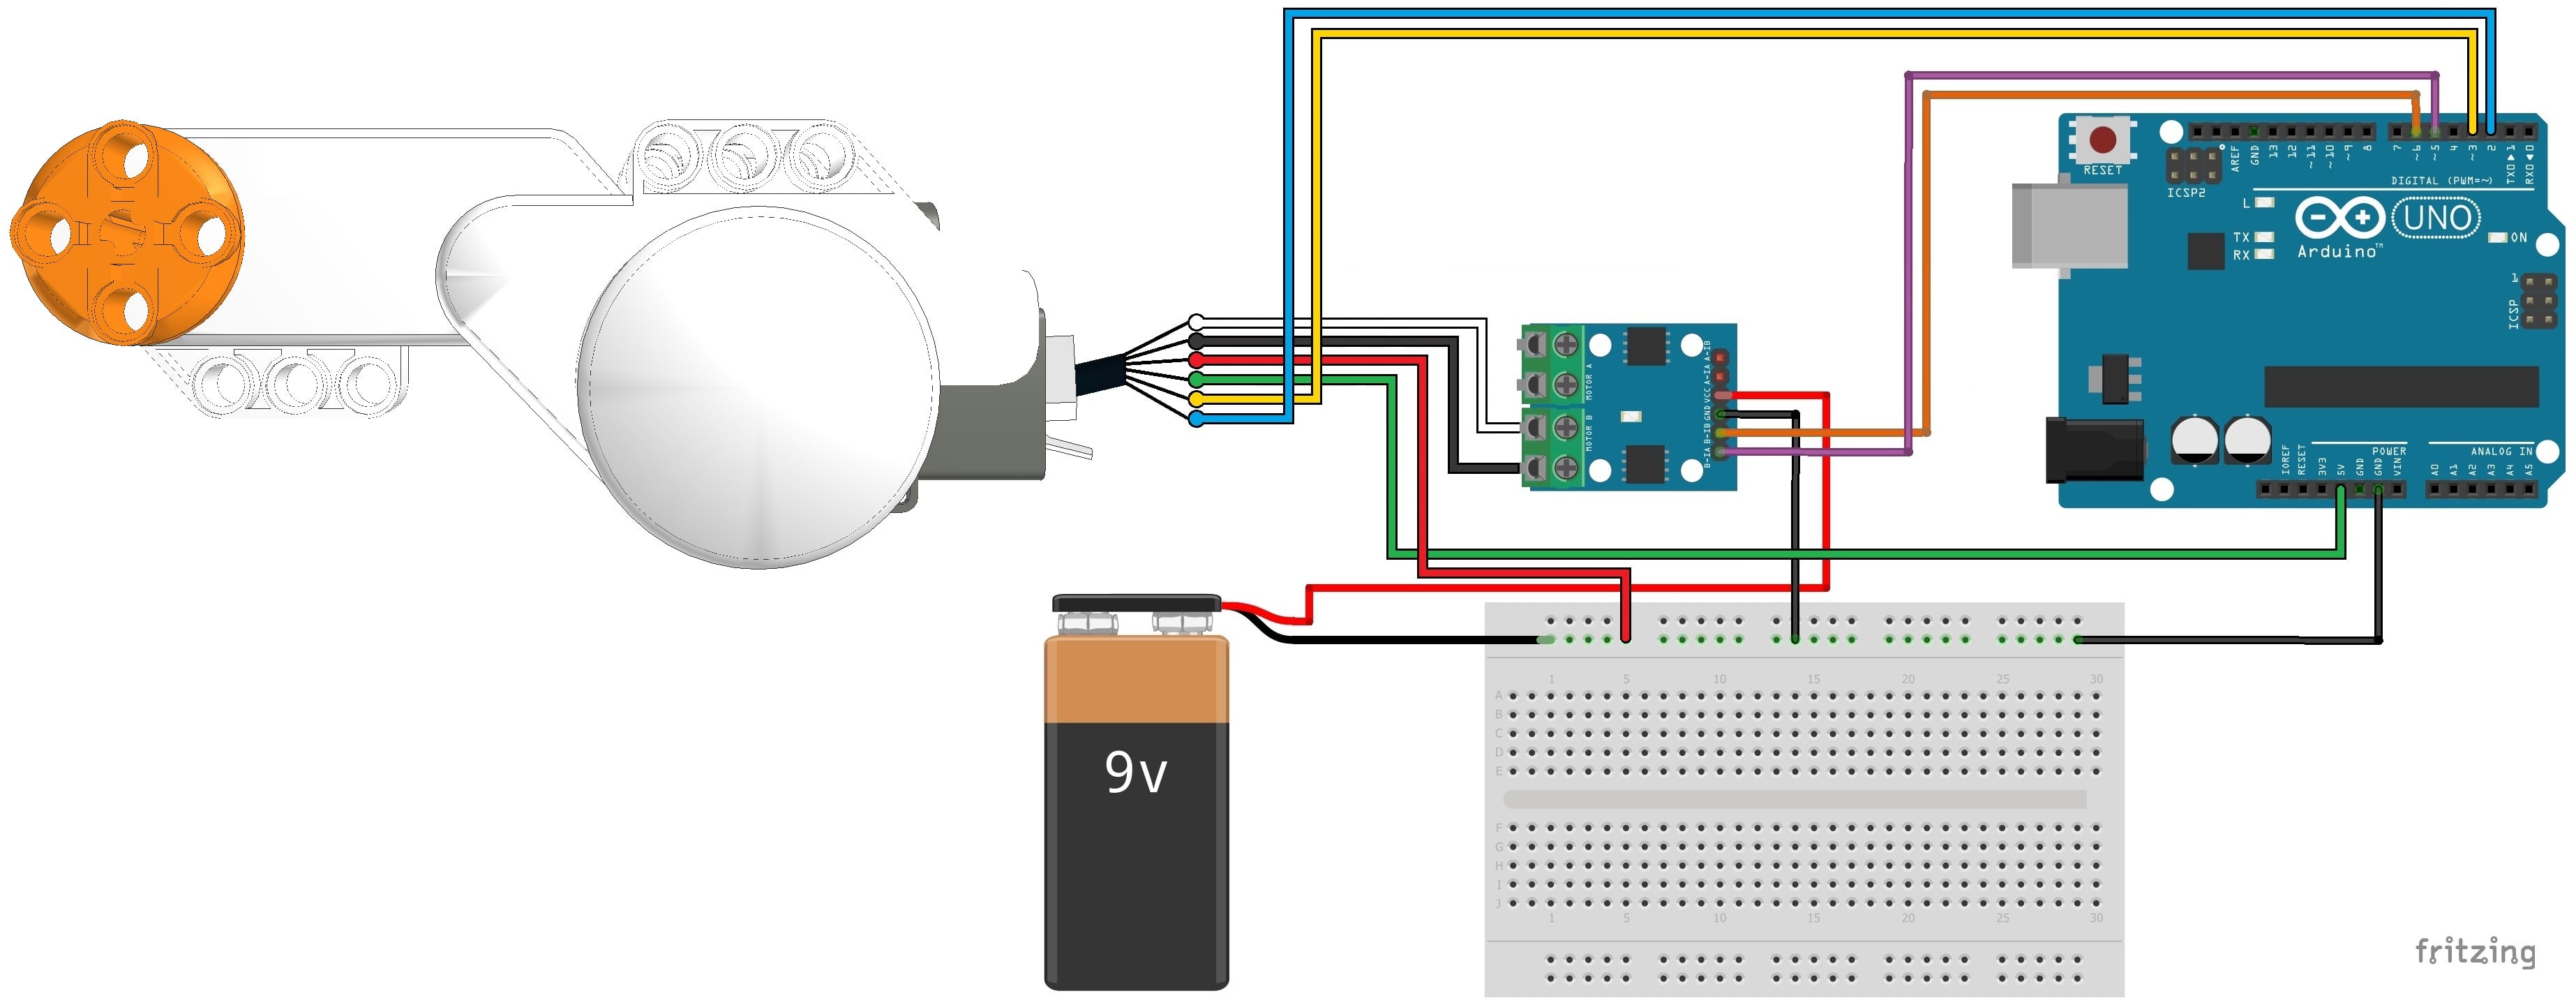 RESET
ICSP2
AREF
GND
13
12
~11
~10
~9
8
7
~6
~5
4
~3
2
TX0▶1
RX0◀0
DIGITAL (PWM=~)
L
TX
RX
UNO
Arduino™
ON
1
ICSP
POWER
ANALOG IN
IOREF
RESET
3V3
5V
GND
GND
VIN
A0
A1
A2
A3
A4
A5
MOTOR A
MOTOR B
A-IB
A-IA
VCC
GND
B-IB
B-IA
9v
1 5 10 15 20 25 30
A
B
C
D
E
F
G
H
I
J
1 5 10 15 20 25 30
fritzing